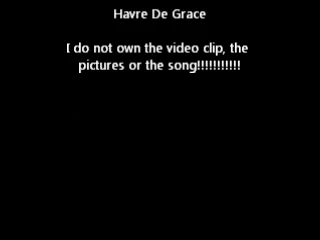 Havre De Grace
I do not own the video clip, the
pictures or the song!!!!!!!!!!!